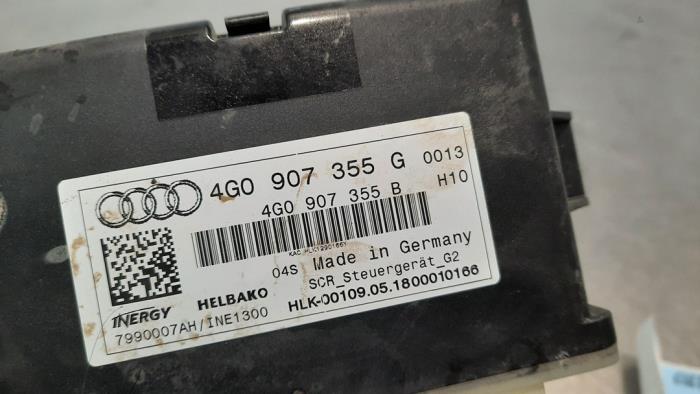 4G0 907 355 G 0013
4G0 907 355 B H10
04S Made in Germany
SCR_Steuergerät_G2
INERGY HELBAKO HLK-00109.05.1800010166
7990007AH/INE1300